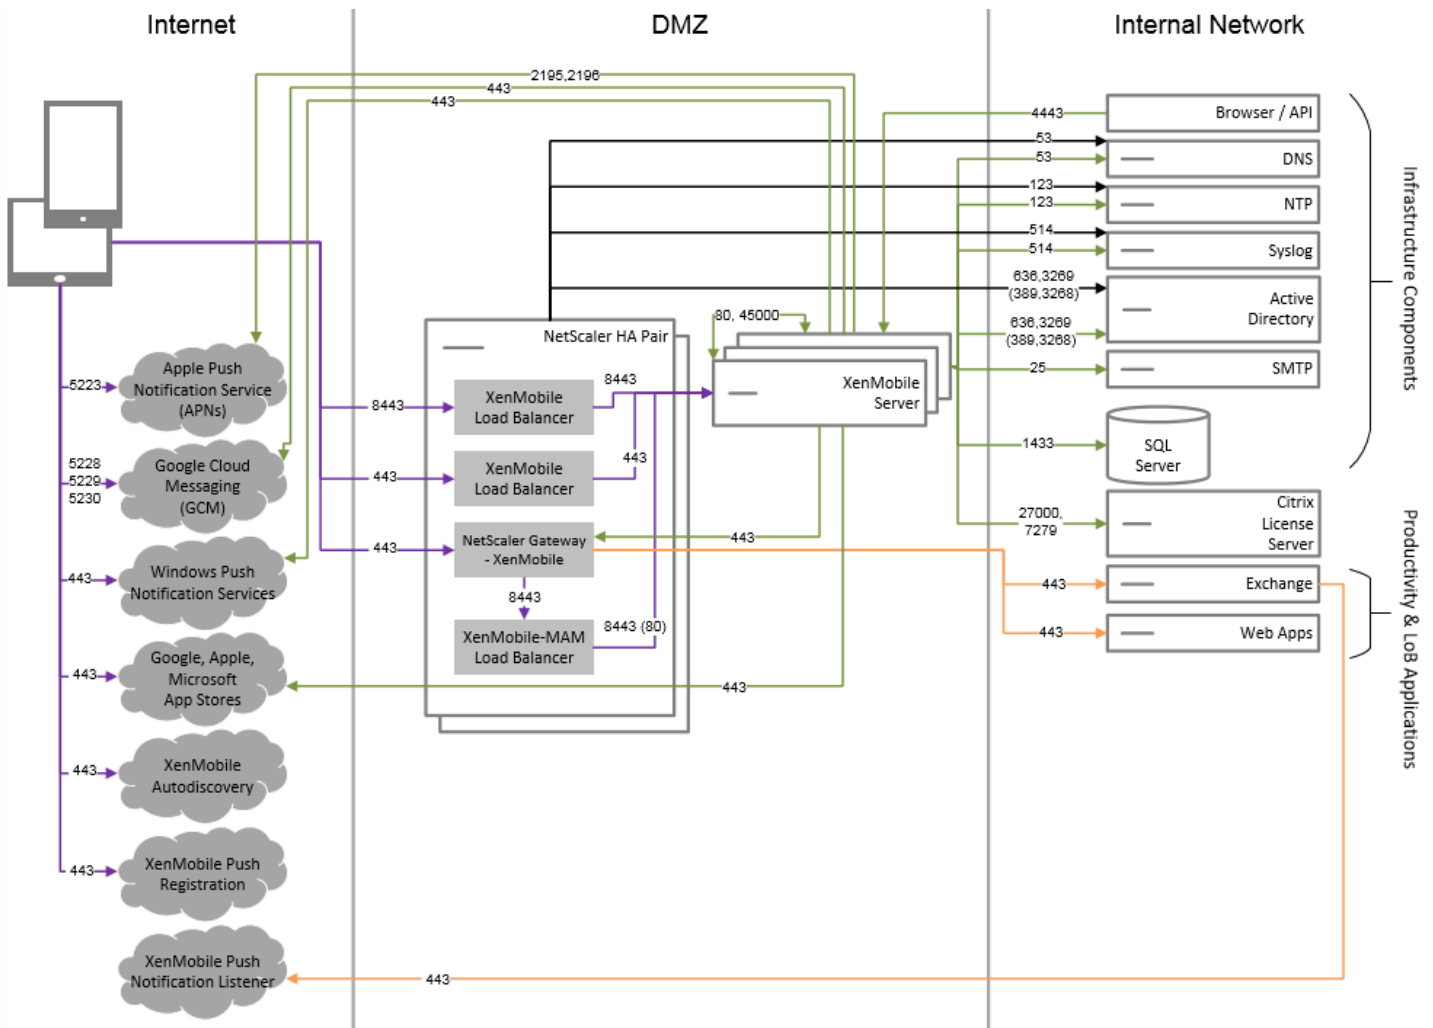 Internet
DMZ
Internal Network
2195,2196
443
443
4443
Browser / API
53
53
DNS
123
123
NTP
514
514
Syslog
636,3269
(389,3268)
636,3269
(389,3268)
Active
Directory
25
SMTP
1433
SQL
Server
27000,
7279
Citrix
License
Server
443
Exchange
443
Web Apps
Infrastructure Components
Productivity & LoB Applications
80, 45000
XenMobile
Server
NetScaler HA Pair
8443
XenMobile
Load Balancer
8443
443
XenMobile
Load Balancer
443
443
NetScaler Gateway
- XenMobile
443
8443
XenMobile-MAM
Load Balancer
8443 (80)
443
5223
Apple Push
Notification Service
(APNs)
5228
5229
5230
Google Cloud
Messaging
(GCM)
443
Windows Push
Notification Services
443
Google, Apple,
Microsoft
App Stores
443
XenMobile
Autodiscovery
443
XenMobile Push
Registration
XenMobile Push
Notification Listener
443